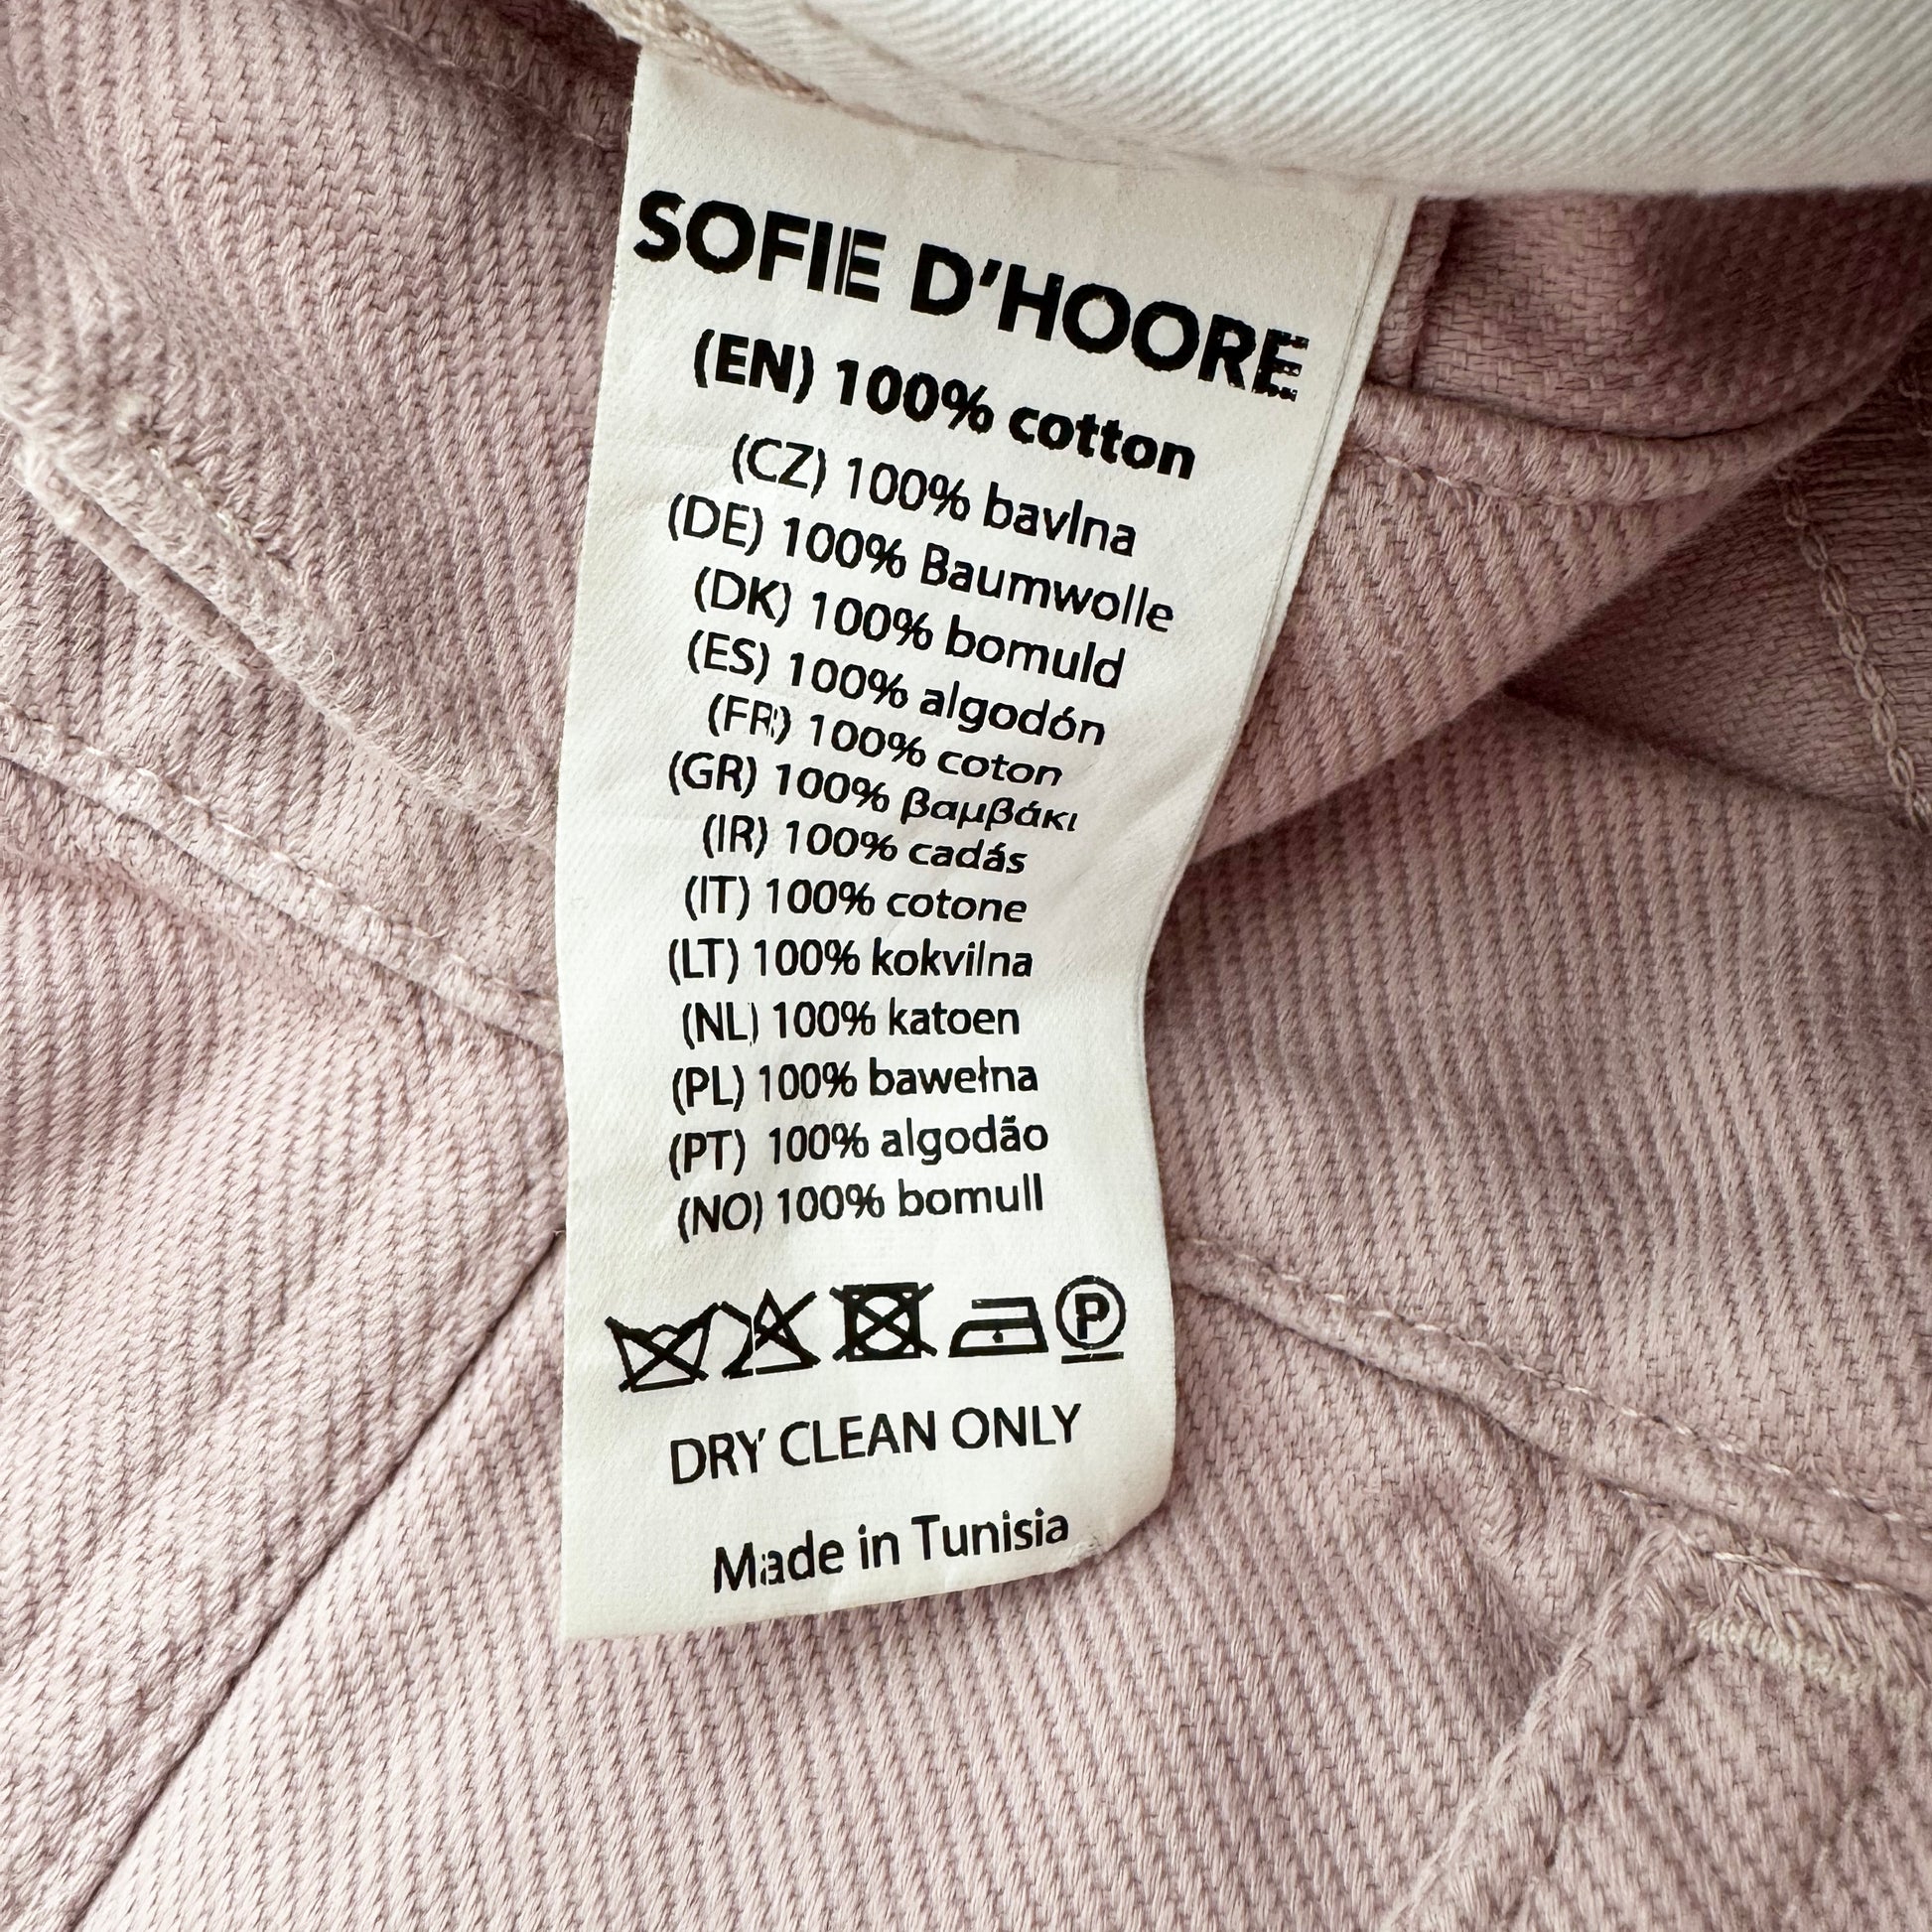 SOFIE D'HOORE
(EN) 100% cotton
(CZ) 100% bavlna
(DE) 100% Baumwolle
(DK) 100% bomuld
(ES) 100% algodón
(FR) 100% coton
(GR) 100% βαμβάκι
(IR) 100% cadás
(IT) 100% cotone
(LT) 100% kokvilna
(NL) 100% katoen
(PL) 100% bawełna
(PT) 100% algodão
(NO) 100% bomull
P
DRY CLEAN ONLY
Made in Tunisia